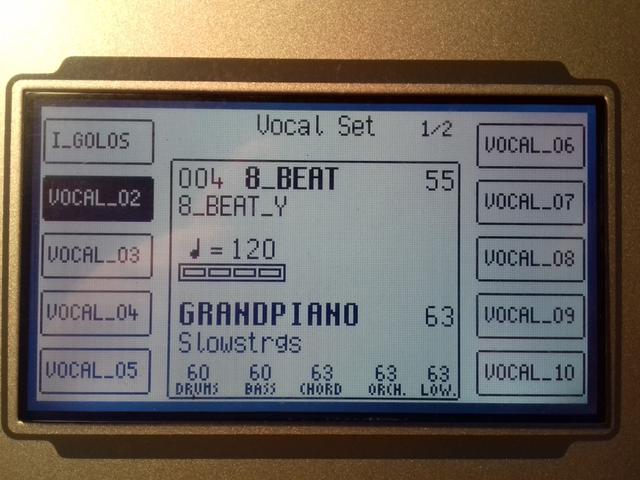 Vocal Set 1/2
I_GOLOS
VOCAL_02
VOCAL_03
VOCAL_04
VOCAL_05
004 8_BEAT 55
8_BEAT_Y
♩ = 120
GRANDPIANO 63
Slowstrgs
60 60 63 63 63
DRUMS BASS CHORD ORCH. LOW.
VOCAL_06
VOCAL_07
VOCAL_08
VOCAL_09
VOCAL_10